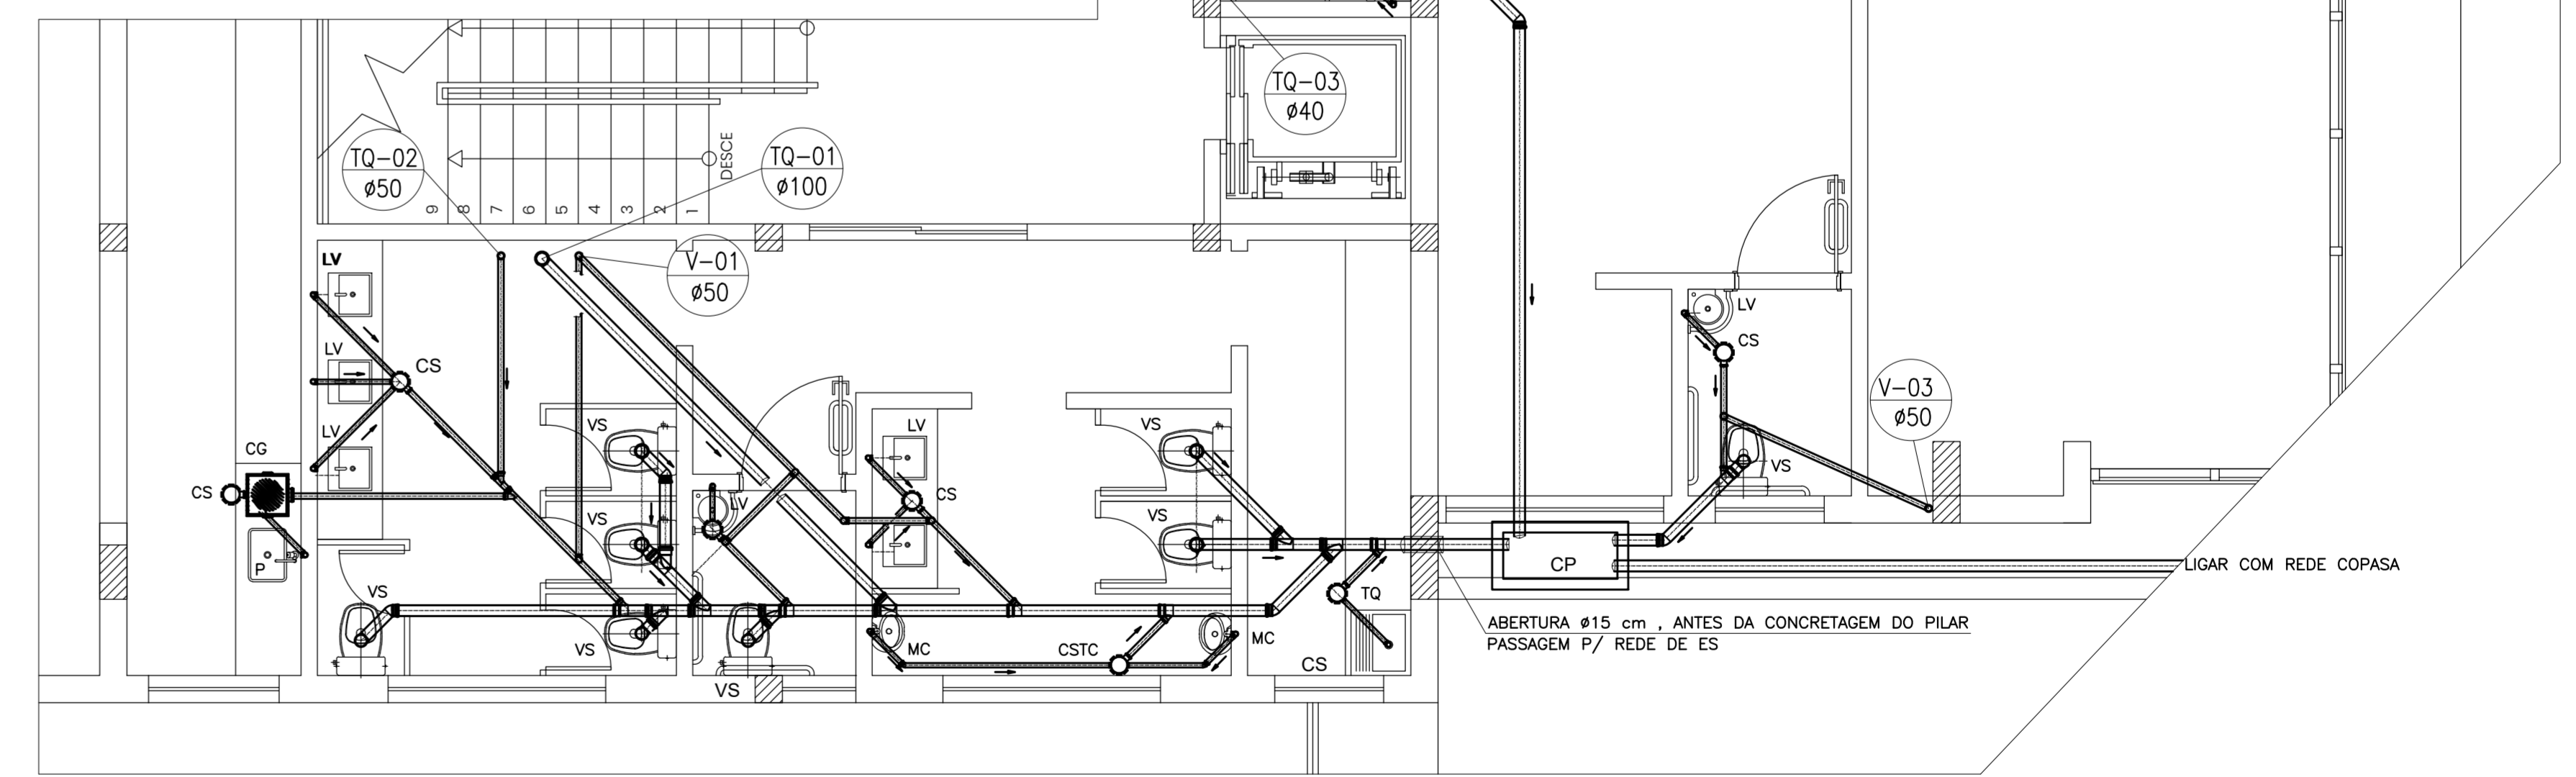 TQ-03
ø40
TQ-02
ø50
TQ-01
ø100
DESCE
9
8
7
6
5
4
3
2
1
V-01
ø50
LV
LV
CS
LV
CG
CS
P
VS
VS
VS
VS
LV
VS
LV
CS
VS
VS
MC
CSTC
MC
CS
TQ
LV
CS
VS
V-03
ø50
CP
LIGAR COM REDE COPASA
ABERTURA ø15 cm , ANTES DA CONCRETAGEM DO PILAR
PASSAGEM P/ REDE DE ES